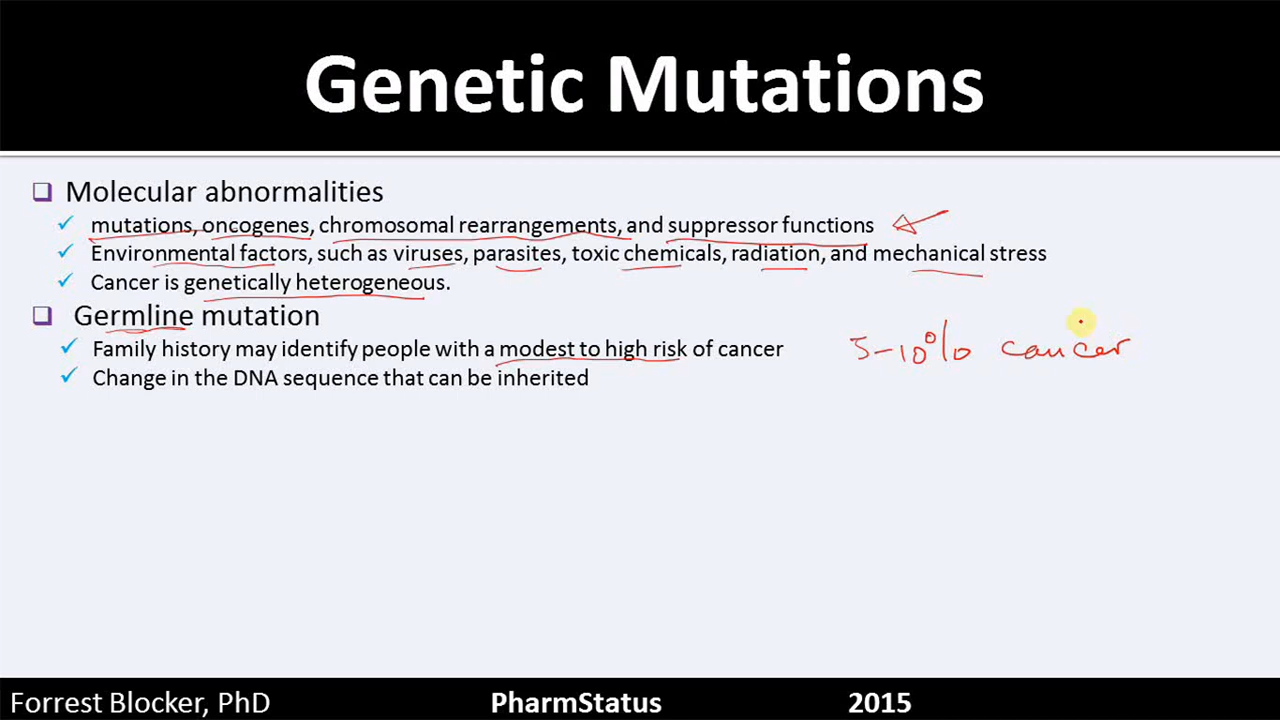 Genetic Mutations
Molecular abnormalities
mutations, oncogenes, chromosomal rearrangements, and suppressor functions
Environmental factors, such as viruses, parasites, toxic chemicals, radiation, and mechanical stress
Cancer is genetically heterogeneous.
Germline mutation
Family history may identify people with a modest to high risk of cancer
5-10% cancer
Change in the DNA sequence that can be inherited
Forrest Blocker, PhD PharmStatus 2015